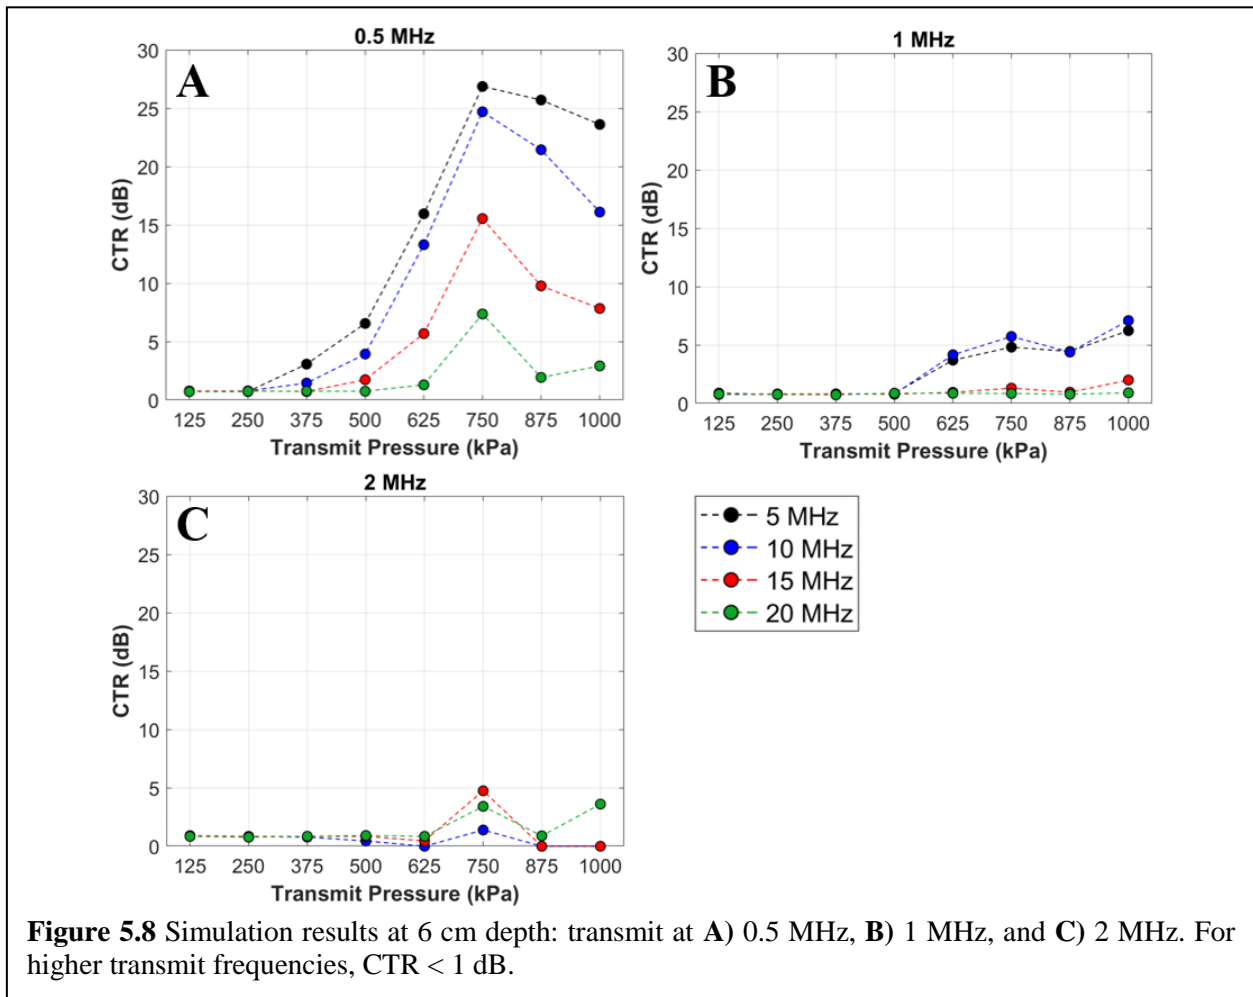 0.5 MHz
A
30
25
20
15
10
5
0
CTR (dB)
125 250 375 500 625 750 875 1000
Transmit Pressure (kPa)
1 MHz
B
30
25
20
15
10
5
0
CTR (dB)
125 250 375 500 625 750 875 1000
Transmit Pressure (kPa)
2 MHz
C
30
25
20
15
10
5
0
CTR (dB)
125 250 375 500 625 750 875 1000
Transmit Pressure (kPa)
5 MHz
10 MHz
15 MHz
20 MHz
Figure 5.8 Simulation results at 6 cm depth: transmit at A) 0.5 MHz, B) 1 MHz, and C) 2 MHz. For
higher transmit frequencies, CTR < 1 dB.